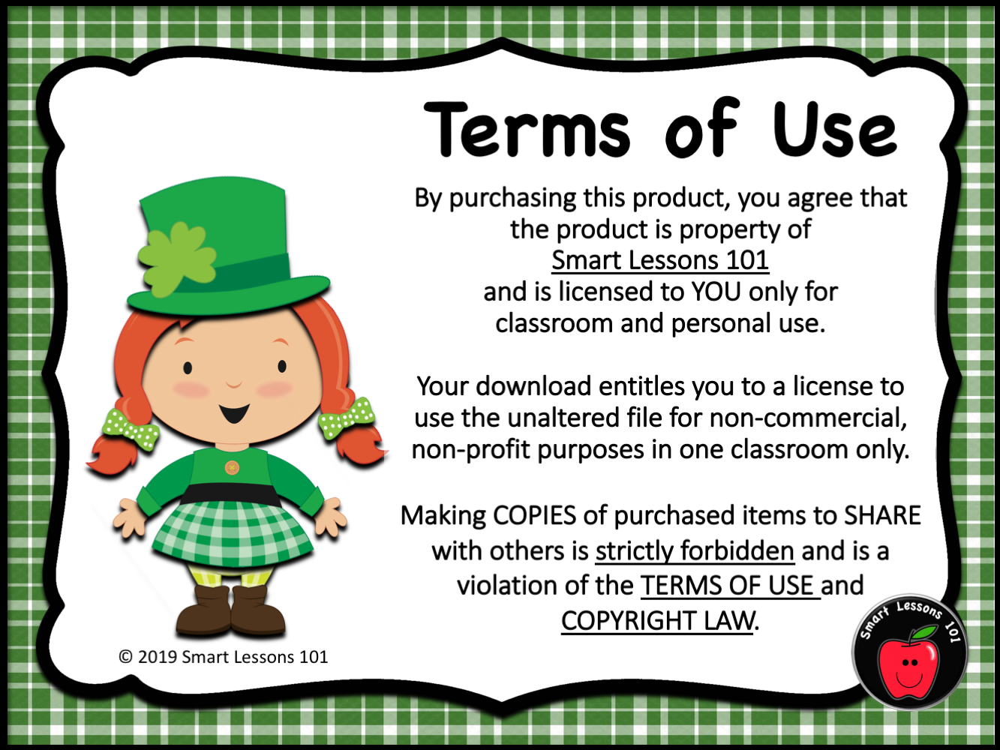 Terms of Use
By purchasing this product, you agree that
the product is property of
Smart Lessons 101
and is licensed to YOU only for
classroom and personal use.
Your download entitles you to a license to
use the unaltered file for non-commercial,
non-profit purposes in one classroom only.
Making COPIES of purchased items to SHARE
with others is strictly forbidden and is a
violation of the TERMS OF USE and
COPYRIGHT LAW.
© 2019 Smart Lessons 101
Smart Lessons 101